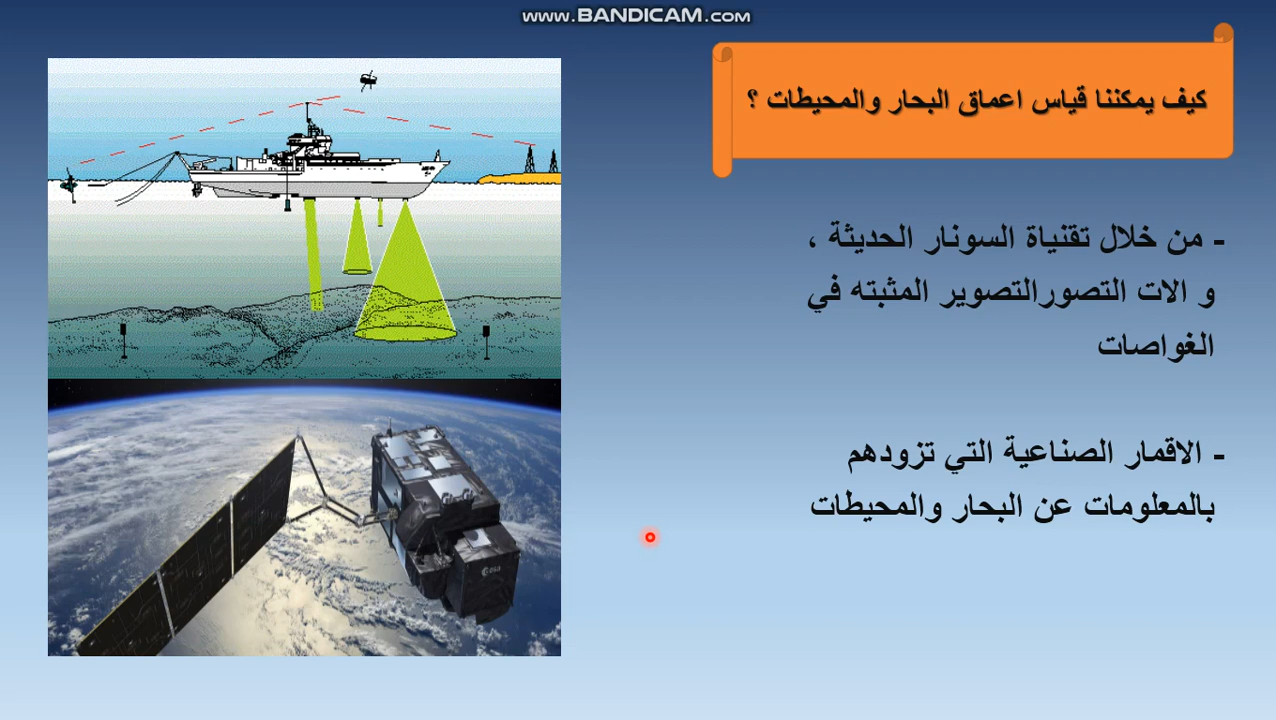 www.BANDICAM.com
كيف يمكننا قياس اعماق البحار والمحيطات ؟
- من خلال تقنياة السونار الحديثة ،
و الات التصورالتصوير المثبته في
الغواصات
- الاقمار الصناعية التي تزودهم
بالمعلومات عن البحار والمحيطات
esa